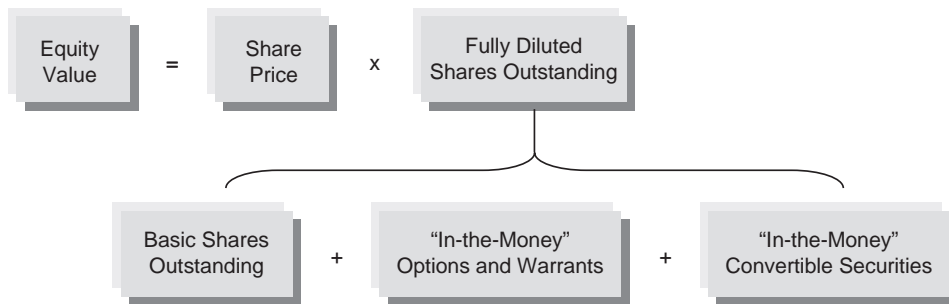 Equity
Value
=
Share
Price
x
Fully Diluted
Shares Outstanding
Basic Shares
Outstanding
+
“In-the-Money”
Options and Warrants
+
“In-the-Money”
Convertible Securities